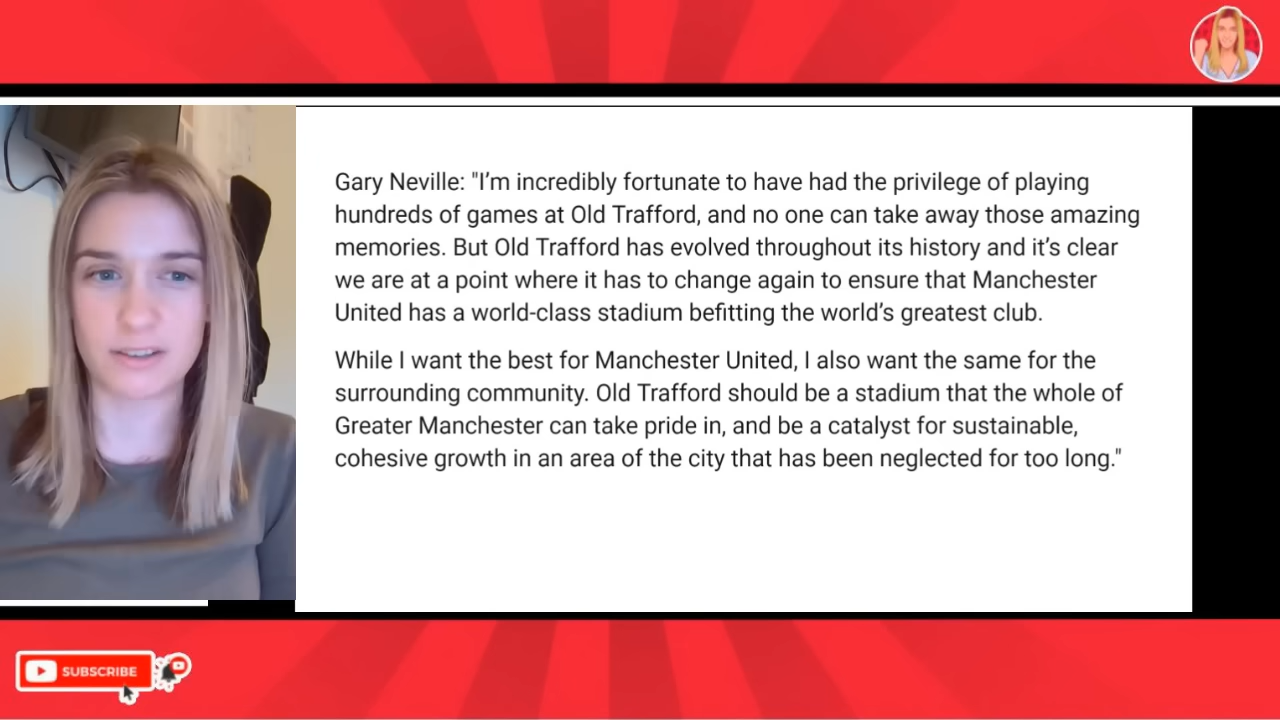 Gary Neville: "I’m incredibly fortunate to have had the privilege of playing
hundreds of games at Old Trafford, and no one can take away those amazing
memories. But Old Trafford has evolved throughout its history and it’s clear
we are at a point where it has to change again to ensure that Manchester
United has a world-class stadium befitting the world’s greatest club.
While I want the best for Manchester United, I also want the same for the
surrounding community. Old Trafford should be a stadium that the whole of
Greater Manchester can take pride in, and be a catalyst for sustainable,
cohesive growth in an area of the city that has been neglected for too long."
SUBSCRIBE